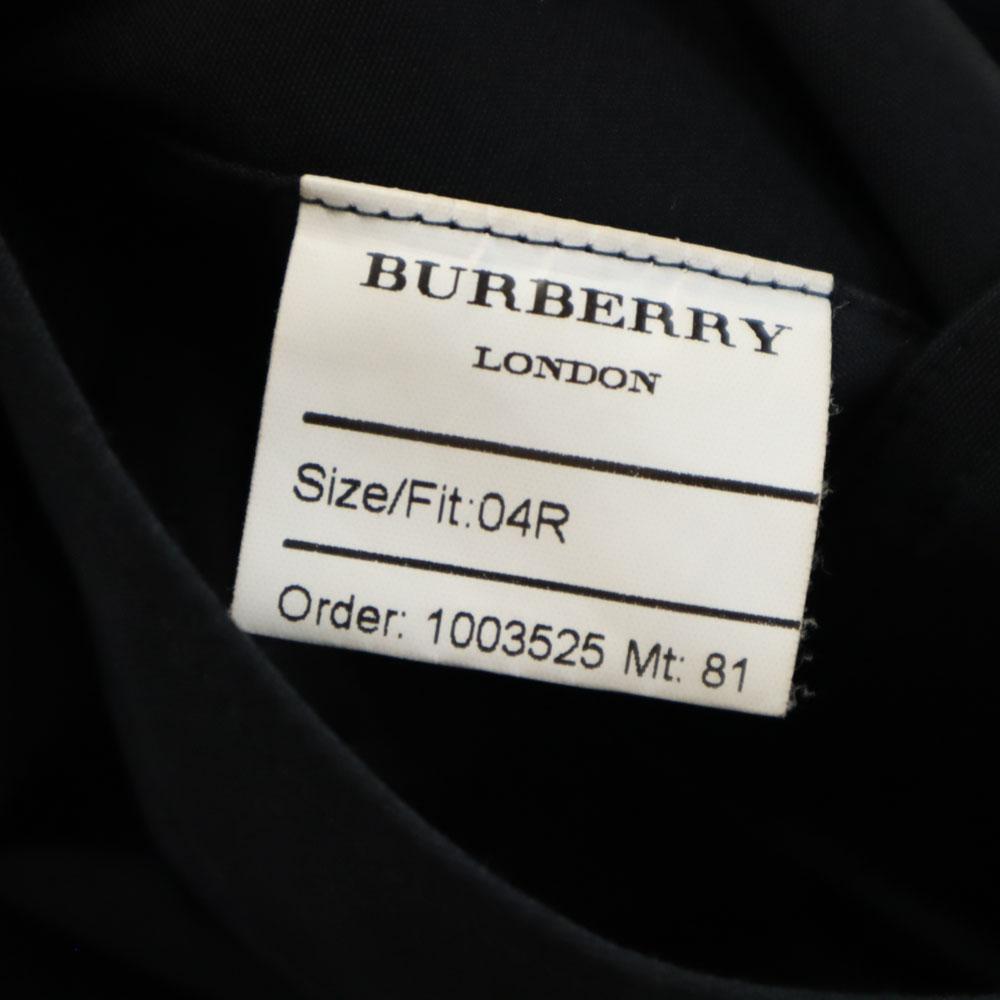 BURBERRY
LONDON
Size/Fit:04R
Order: 1003525 Mt: 81